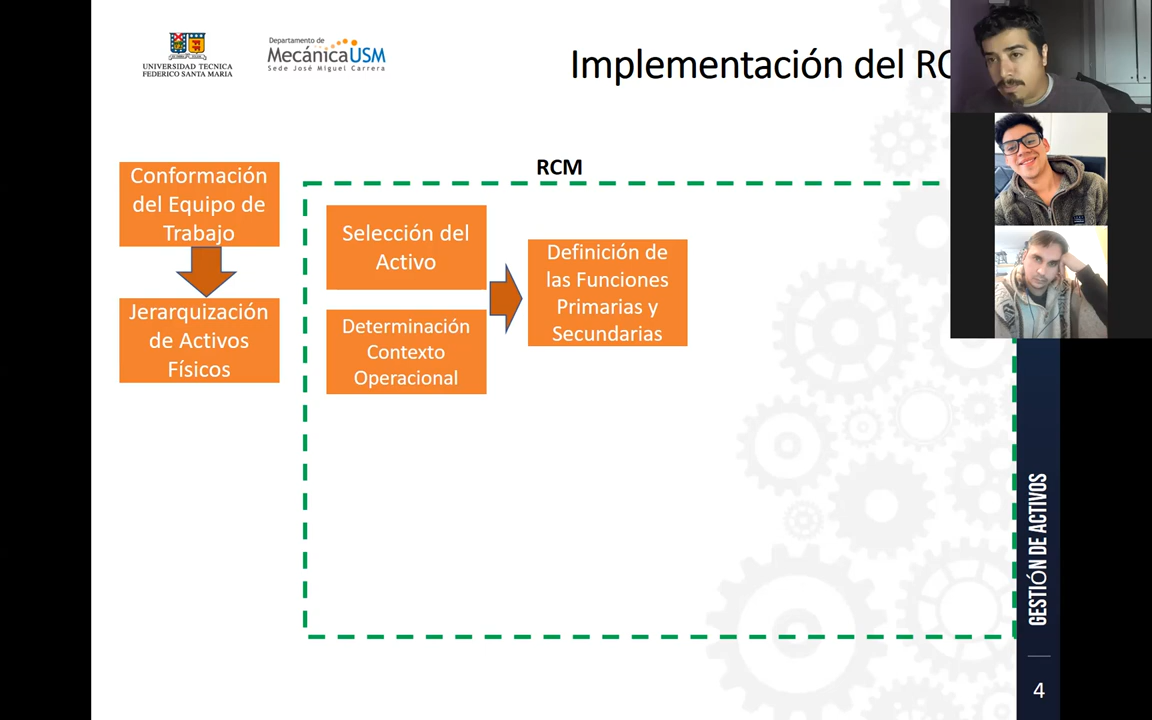 UNIVERSIDAD TECNICA
FEDERICO SANTA MARIA
Departamento de
MecánicaUSM
Sede José Miguel Carrera
Implementación del RC
Conformación
del Equipo de
Trabajo
Jerarquización
de Activos
Físicos
RCM
Selección del
Activo
Determinación
Contexto
Operacional
Definición de
las Funciones
Primarias y
Secundarias
GESTIÓN DE ACTIVOS
4